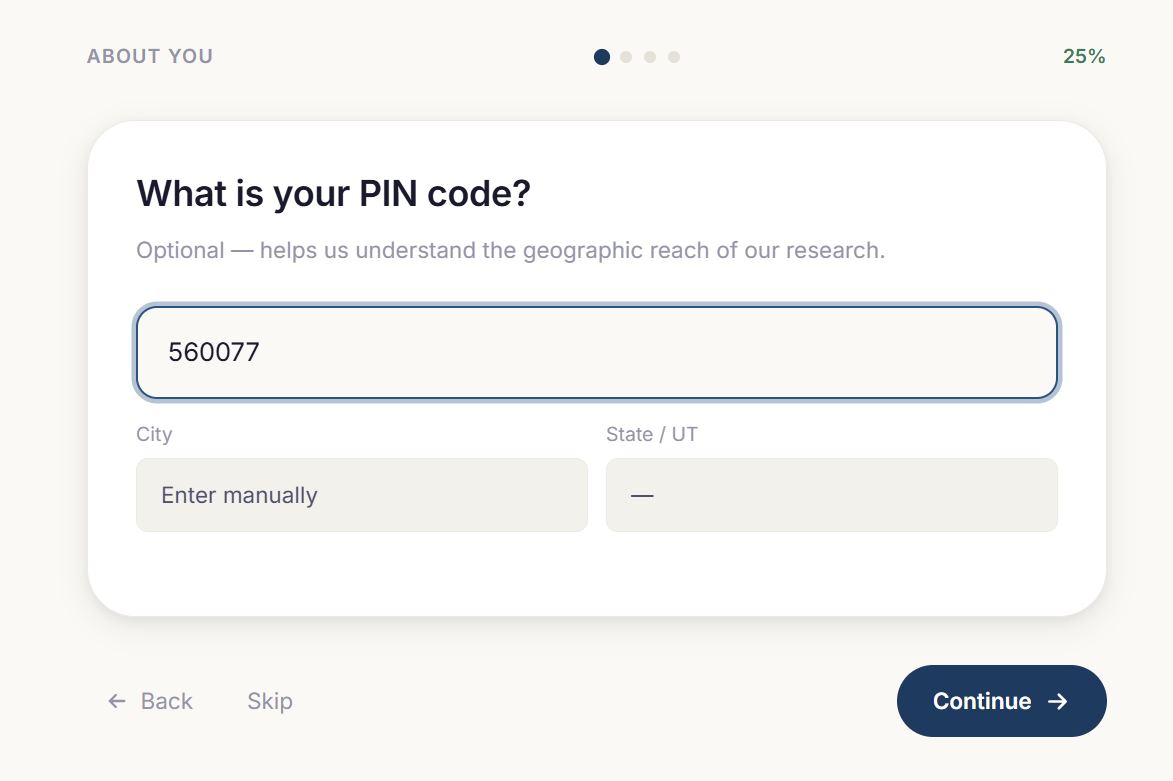 ABOUT YOU
25%
What is your PIN code?
Optional — helps us understand the geographic reach of our research.
560077
City
State / UT
Enter manually
—
← Back
Skip
Continue →